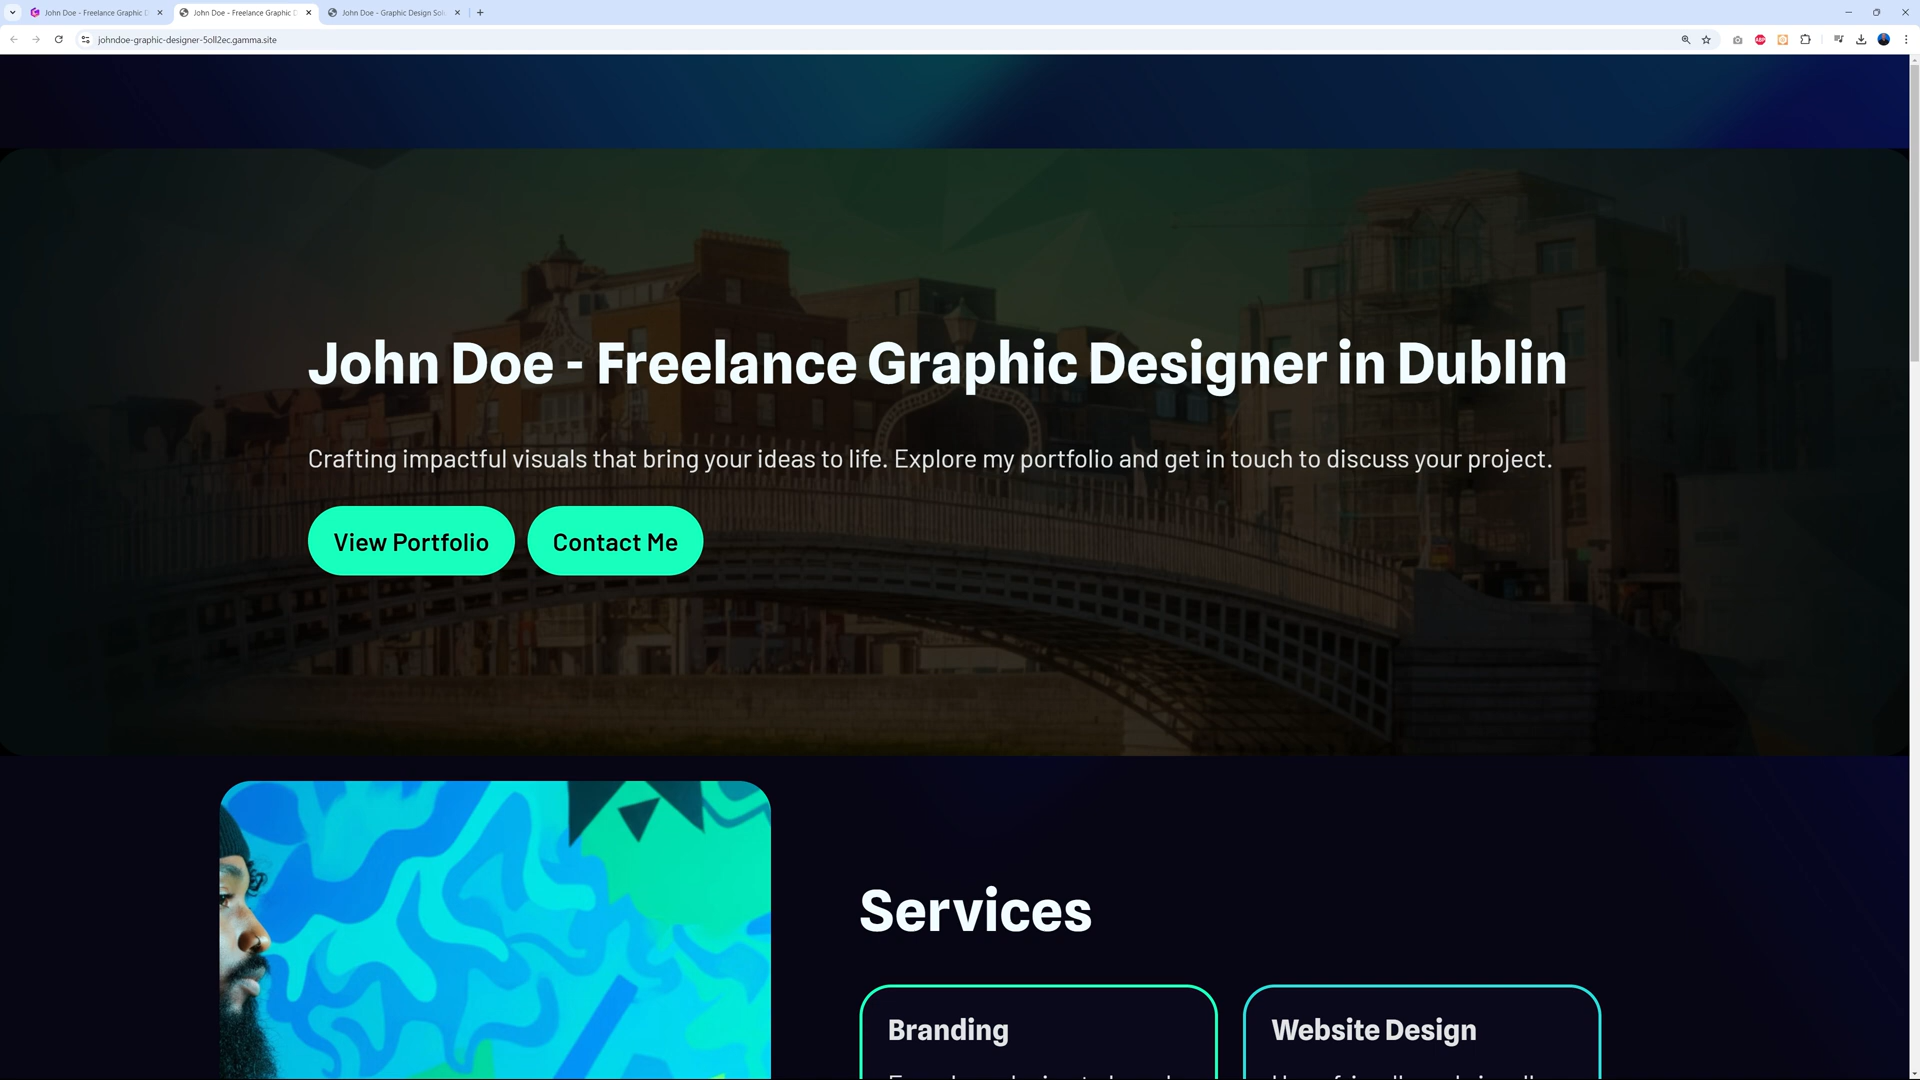 John Doe - Freelance Graphic D
John Doe - Freelance Graphic D
John Doe - Graphic Design Sol
johndoe-graphic-designer-5oll2ec.gamma.site
ABP
John Doe - Freelance Graphic Designer in Dublin
Crafting impactful visuals that bring your ideas to life. Explore my portfolio and get in touch to discuss your project.
View Portfolio
Contact Me
Services
Branding
Website Design